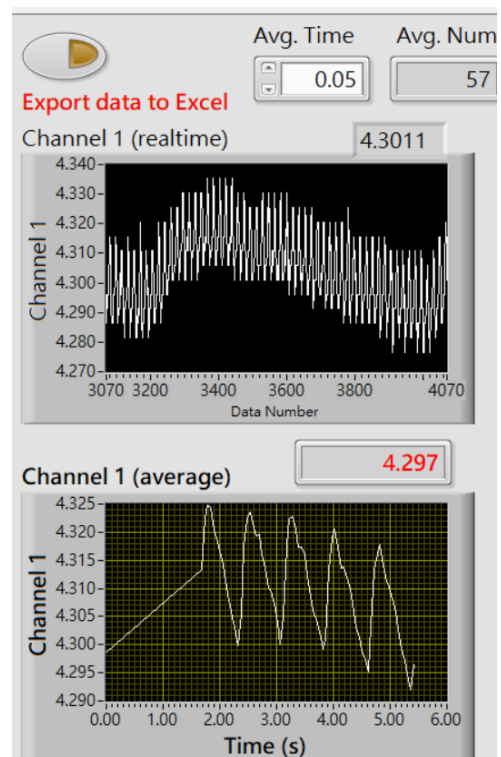 Avg. Time Avg. Num
0.05 57
Export data to Excel
Channel 1 (realtime) 4.3011
Channel 1
4.340
4.330
4.320
4.310
4.300
4.290
4.280
4.270
3070 3200 3400 3600 3800 4070
Data Number
4.297
Channel 1 (average)
Channel 1
4.325
4.320
4.315
4.310
4.305
4.300
4.295
4.290
0.00 1.00 2.00 3.00 4.00 5.00 6.00
Time (s)